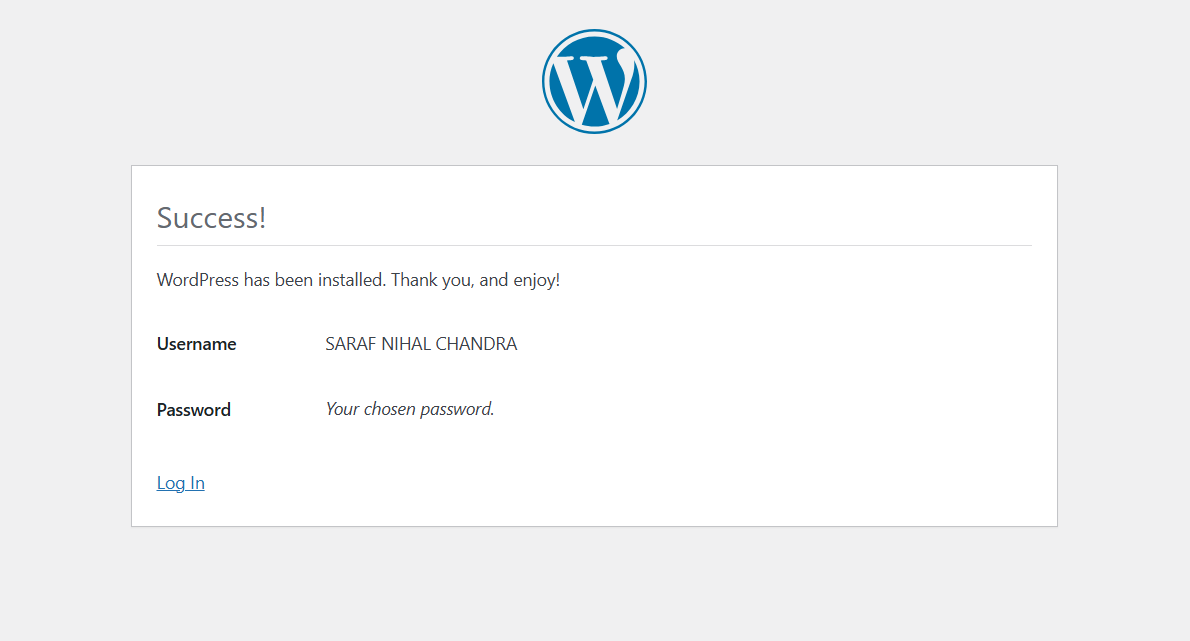 Success!
WordPress has been installed. Thank you, and enjoy!
Username SARAF NIHAL CHANDRA
Password Your chosen password.
Log In